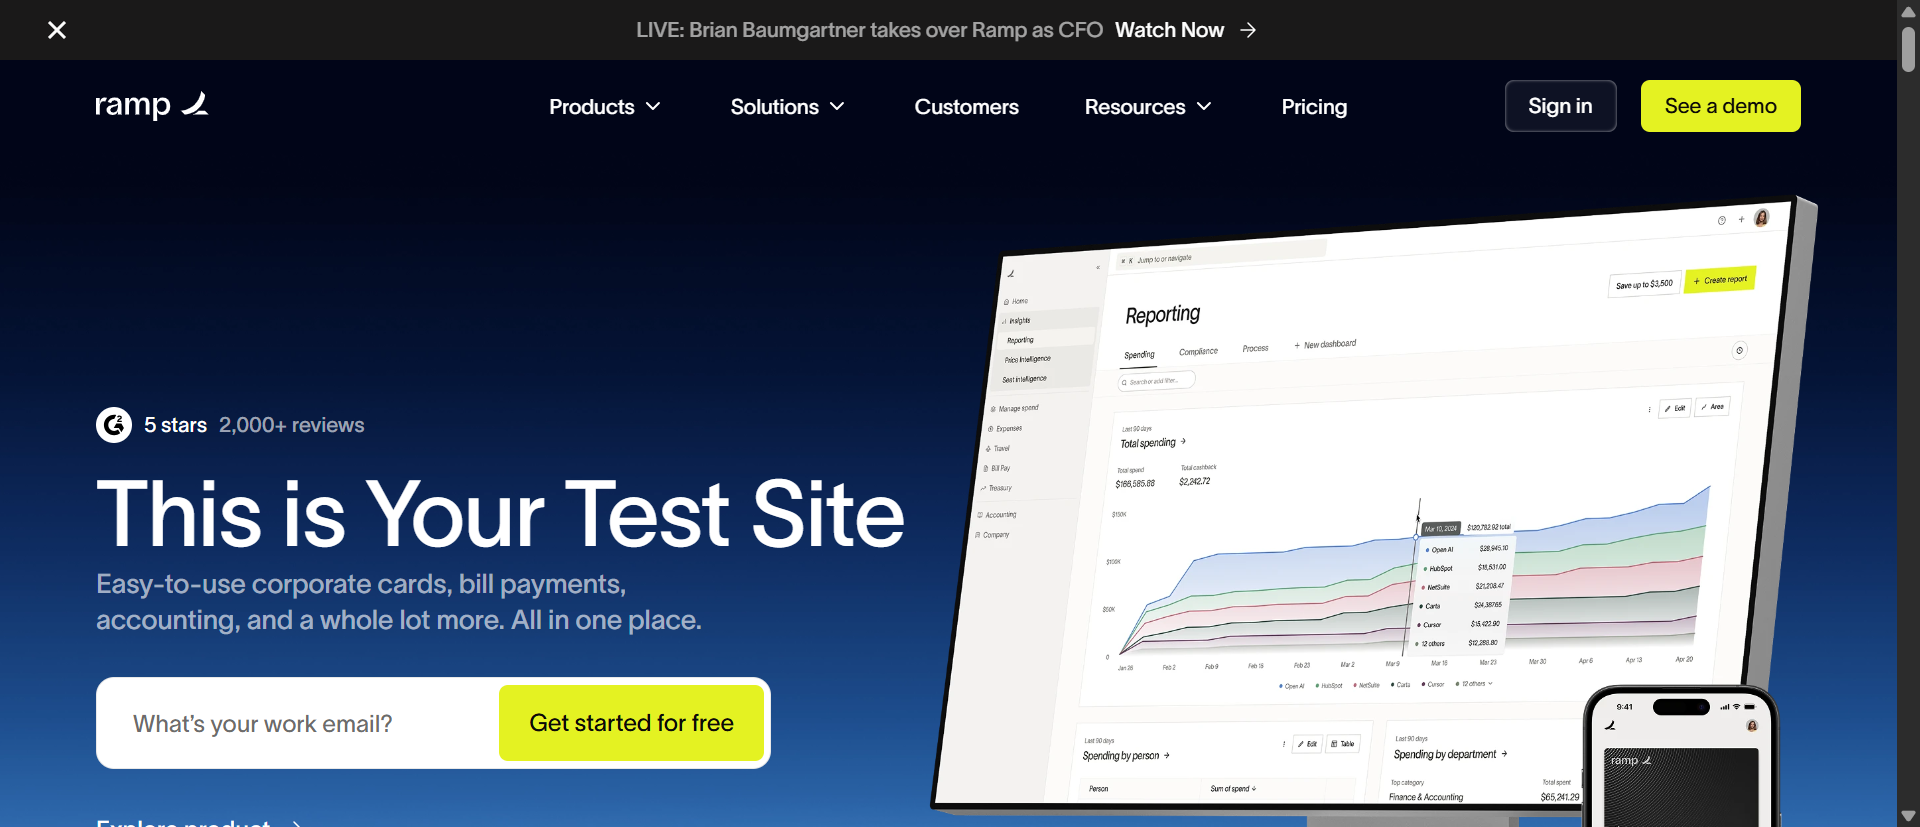 LIVE: Brian Baumgartner takes over Ramp as CFO Watch Now →
ramp
Products
Solutions
Customers
Resources
Pricing
Sign in
See a demo
5 stars 2,000+ reviews
This is Your Test Site
Easy-to-use corporate cards, bill payments,
accounting, and a whole lot more. All in one place.
What's your work email?
Get started for free
Explore product →
K Jump to or navigate
Home
Insights
Reporting
Price Intelligence
Seat Intelligence
Manage spend
Expenses
Travel
Bill Pay
Treasury
Accounting
Company
Reporting
Save up to $3,500
+ Create report
Spending
Compliance
Process
+ New dashboard
Search or add filter...
Edit
Area
Last 90 days
Total spending →
Total spend
Total cashback
$166,585.88
$2,242.72
$150K
$100K
$50K
0
Mar 10, 2024
$120,782.92 total
Open AI $28,945.10
HubSpot $18,531.00
NetSuite $21,208.47
Carta $24,387.65
Cursor $15,422.90
12 others $12,288.80
Jan 26
Feb 2
Feb 9
Feb 16
Feb 23
Mar 2
Mar 9
Mar 16
Mar 23
Mar 30
Apr 6
Apr 13
Apr 20
Open AI
HubSpot
NetSuite
Carta
Cursor
12 others
Last 90 days
Spending by person →
Edit
Table
Person
Sum of spend ↓
Last 90 days
Spending by department →
Top category
Finance & Accounting
Total spent
$65,241.29
9:41
ramp